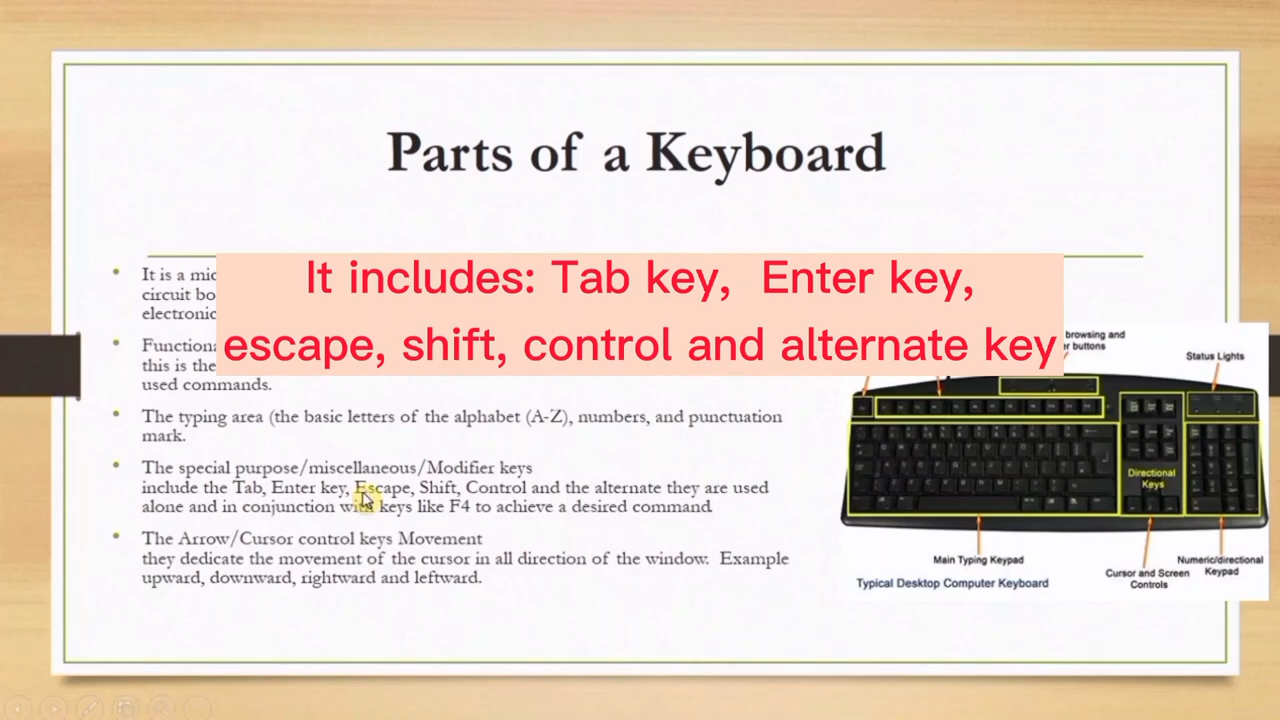 Parts of a Keyboard
It includes: Tab key, Enter key,
escape, shift, control and alternate key
• It is a
circuit
electronic
•
this is the
used commands.
• The typing area (the basic letters of the alphabet (A-Z), numbers, and punctuation
mark.
• The special purpose/miscellaneous/Modifier keys
include the Tab, Enter key, Escape, Shift, Control and the alternate they are used
alone and in conjunction with keys like F4 to achieve a desired command
• The Arrow/Cursor control keys Movement
they dedicate the movement of the cursor in all direction of the window. Example
upward, downward, rightward and leftward.
browsing and
buttons
Status Lights
Directional
Keys
Main Typing Keypad
Cursor and Screen
Controls
Numeric/directional
Keypad
Typical Desktop Computer Keyboard